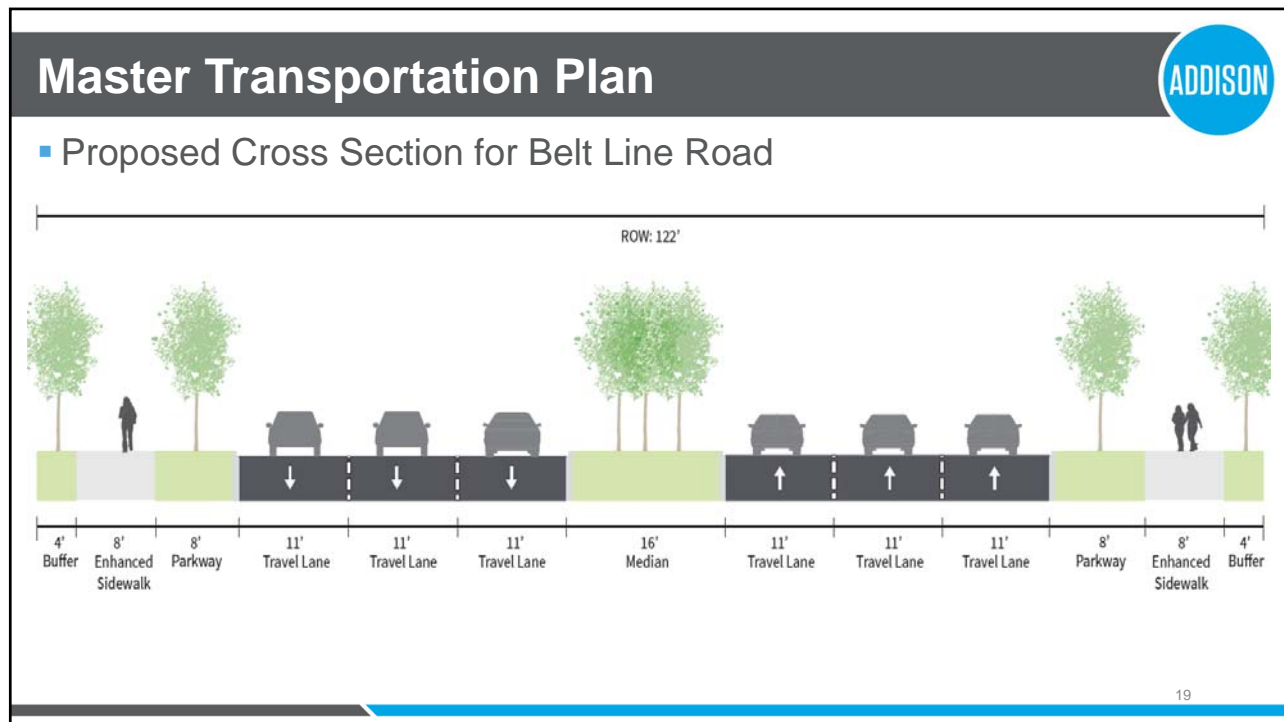 Master Transportation Plan
ADDISON
▪ Proposed Cross Section for Belt Line Road
ROW: 122'
4' Buffer
8' Enhanced Sidewalk
8' Parkway
11' Travel Lane
11' Travel Lane
11' Travel Lane
16' Median
11' Travel Lane
11' Travel Lane
11' Travel Lane
8' Parkway
8' Enhanced Sidewalk
4' Buffer
19